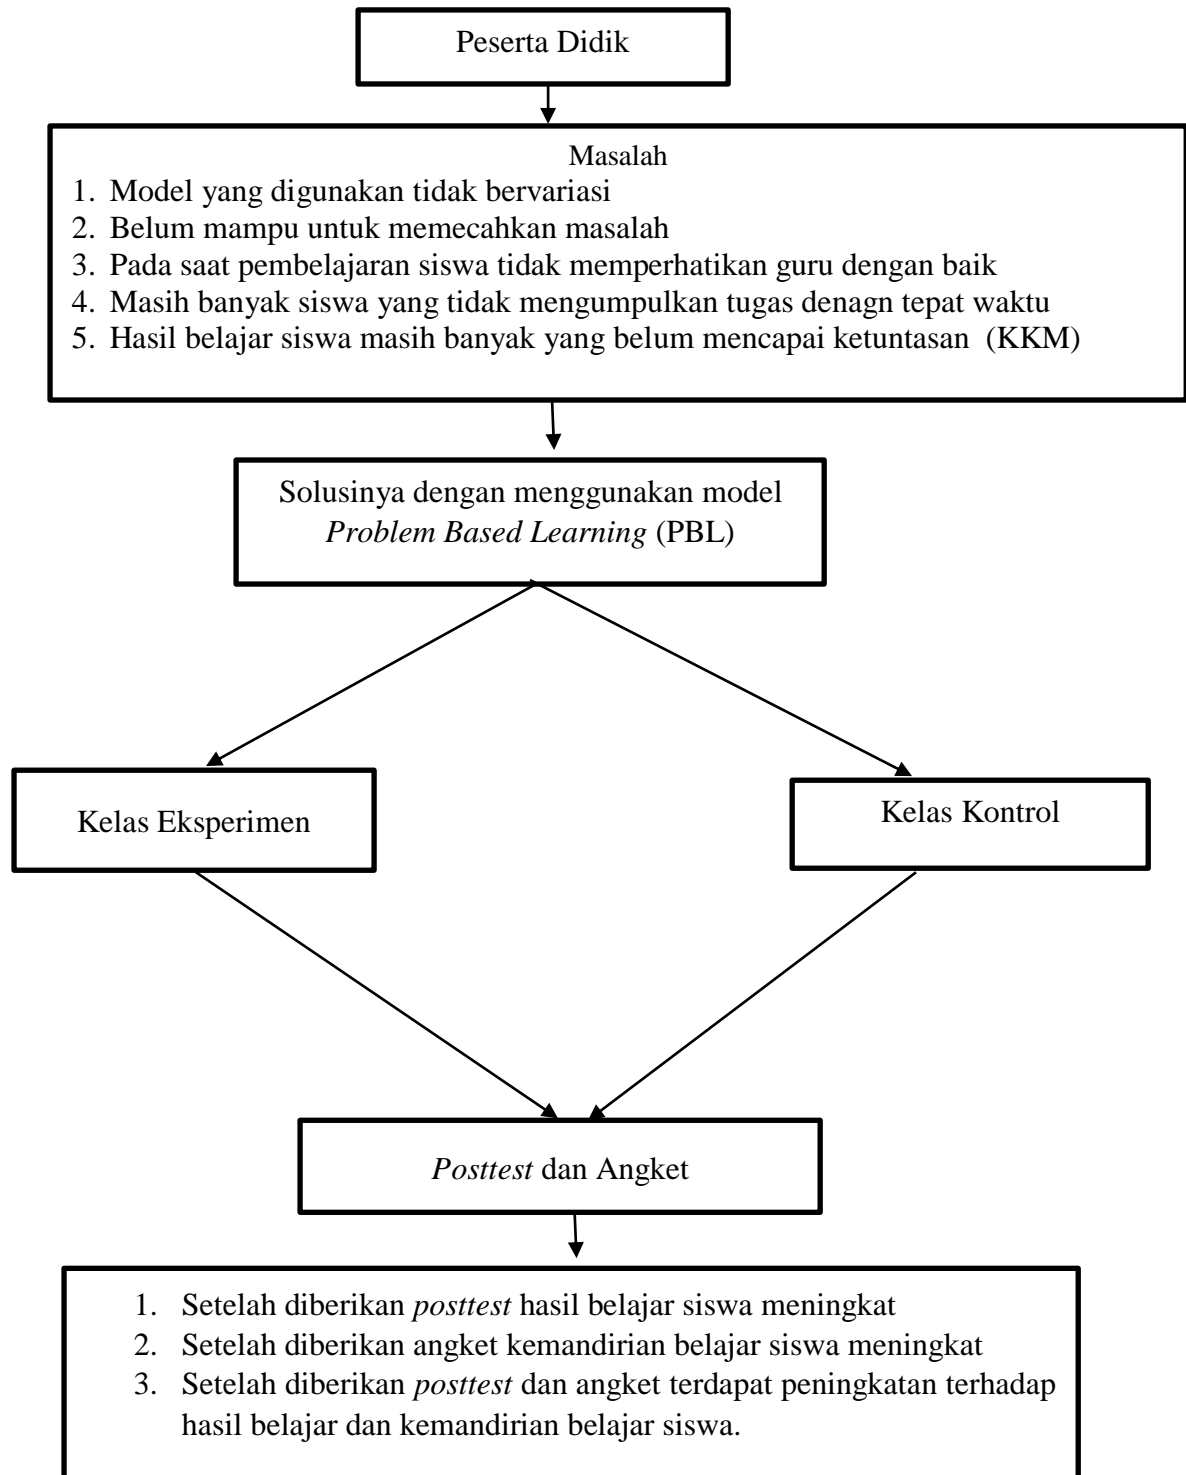 Peserta Didik
Masalah
1. Model yang digunakan tidak bervariasi
2. Belum mampu untuk memecahkan masalah
3. Pada saat pembelajaran siswa tidak memperhatikan guru dengan baik
4. Masih banyak siswa yang tidak mengumpulkan tugas denagn tepat waktu
5. Hasil belajar siswa masih banyak yang belum mencapai ketuntasan (KKM)
Solusinya dengan menggunakan model
Problem Based Learning (PBL)
Kelas Eksperimen
Kelas Kontrol
Posttest dan Angket
1. Setelah diberikan posttest hasil belajar siswa meningkat
2. Setelah diberikan angket kemandirian belajar siswa meningkat
3. Setelah diberikan posttest dan angket terdapat peningkatan terhadap
hasil belajar dan kemandirian belajar siswa.